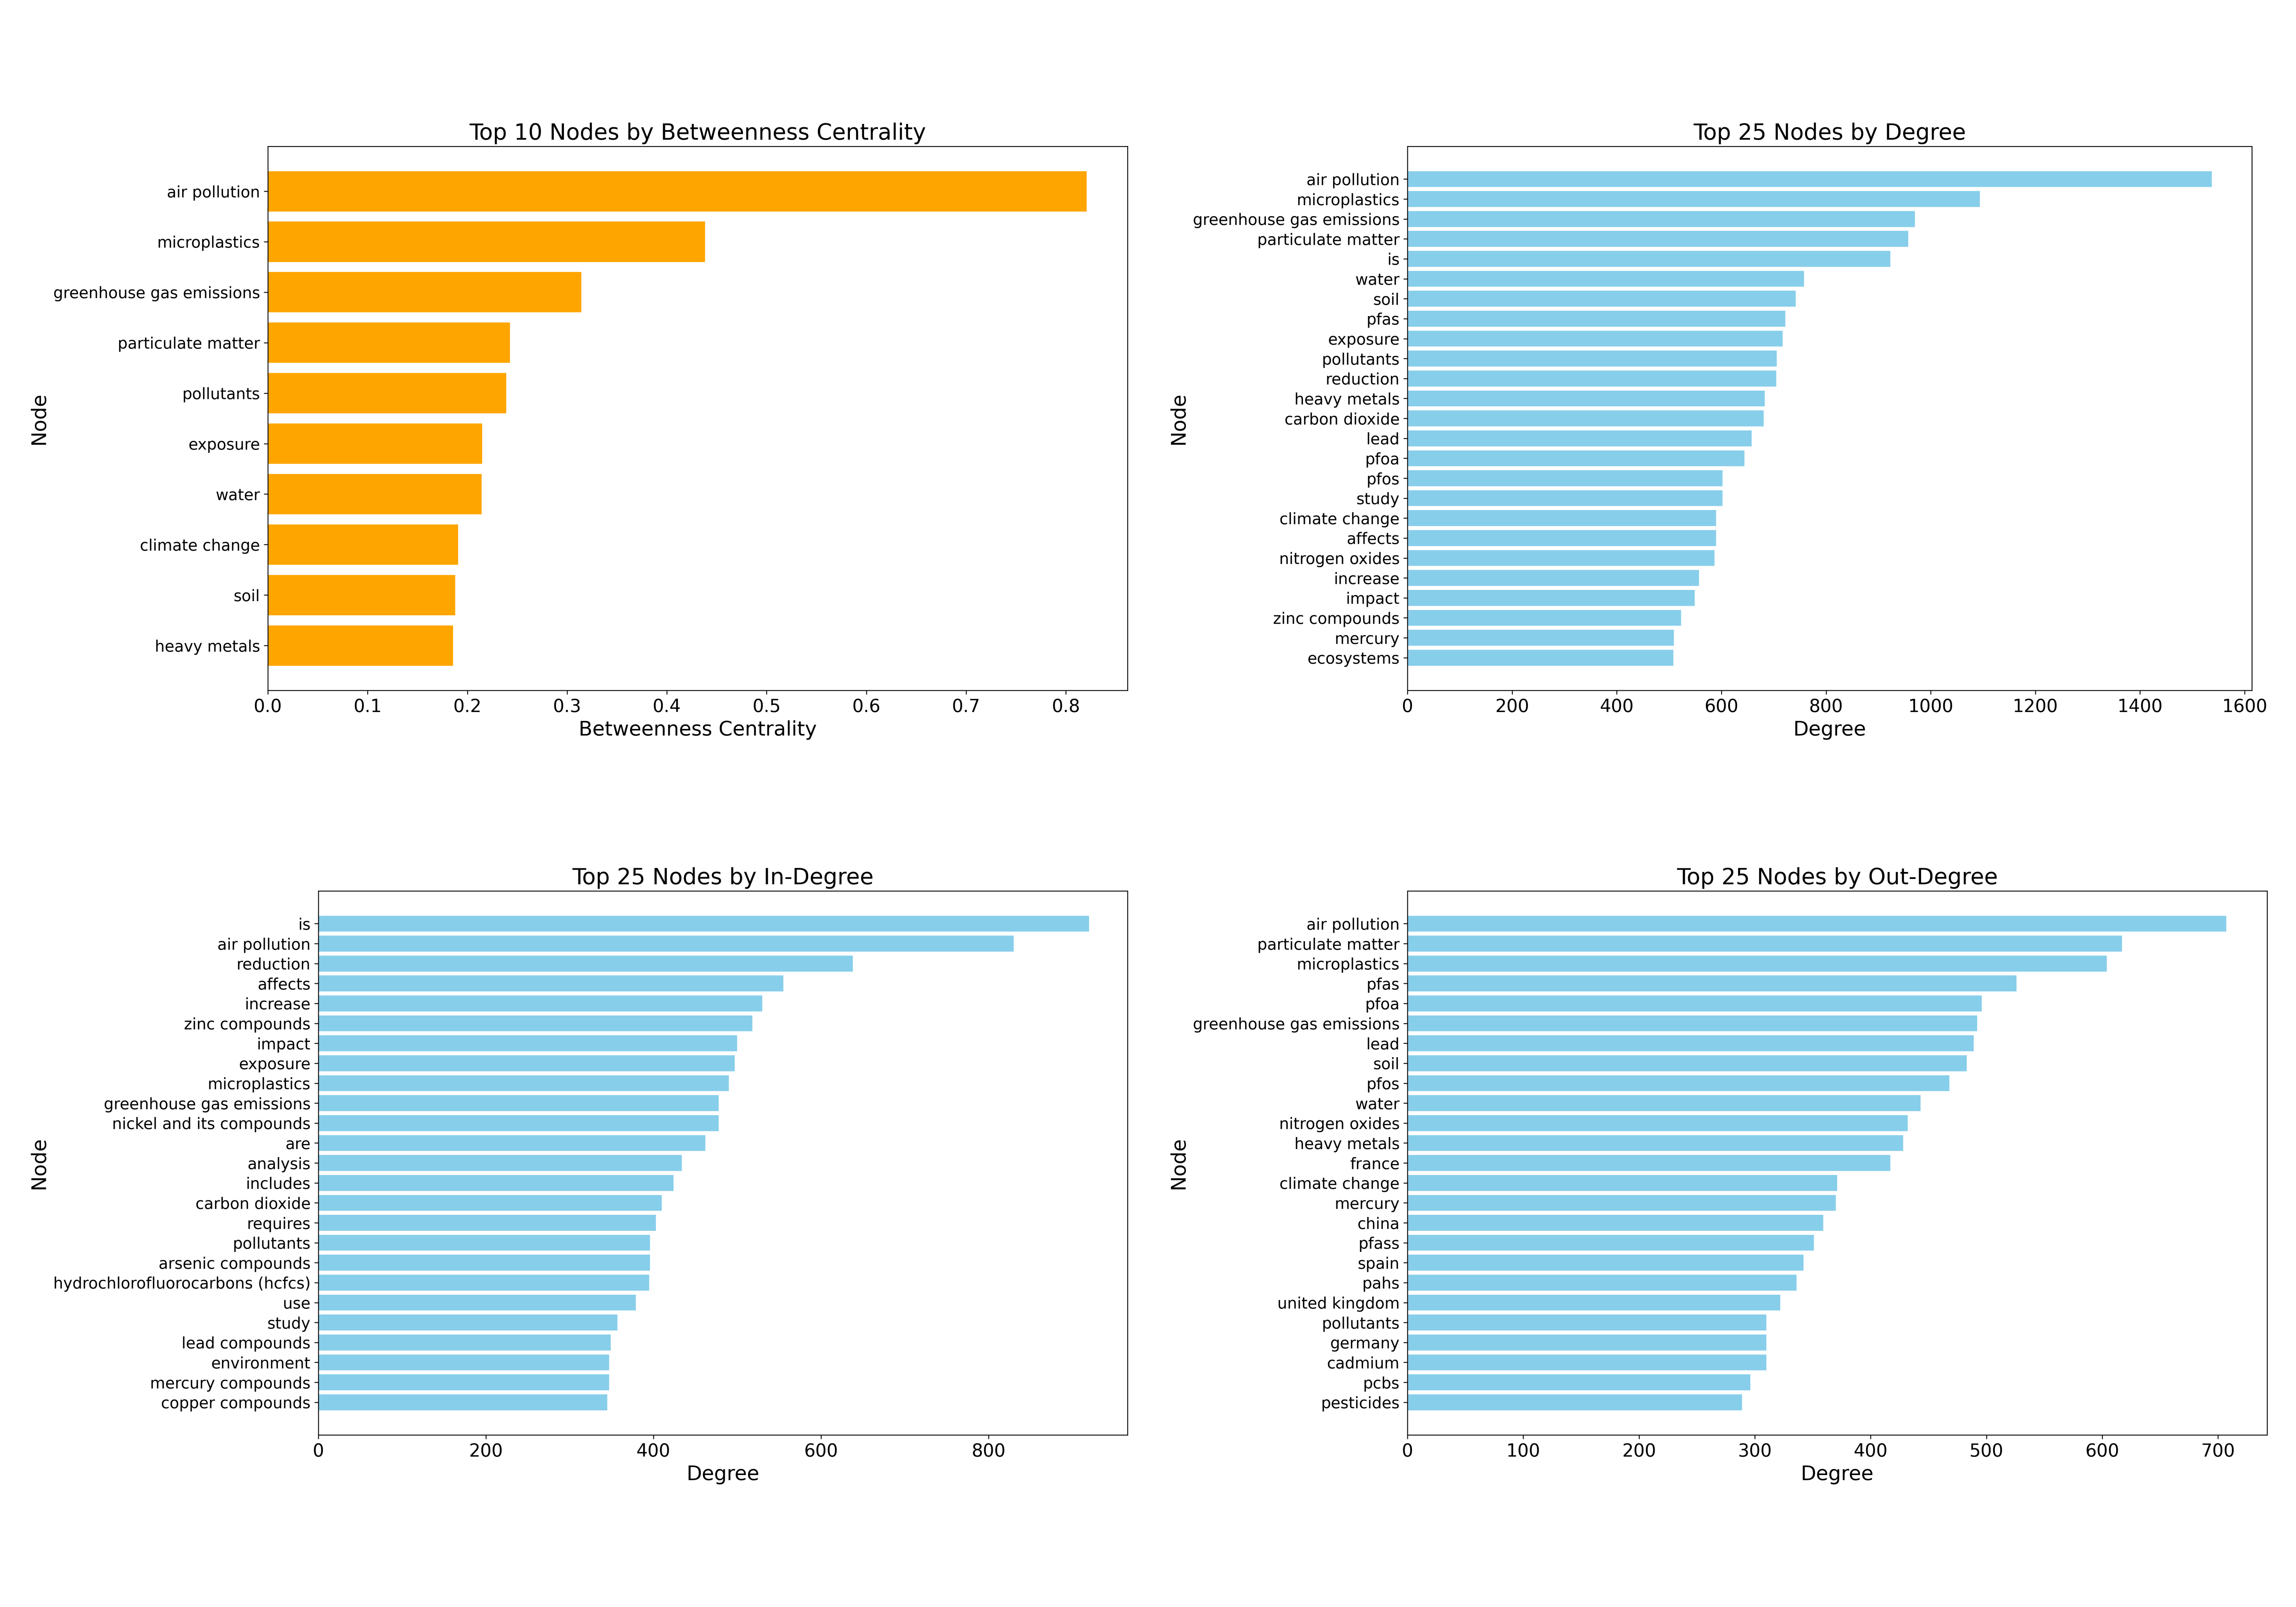 Top 10 Nodes by Betweenness Centrality
Node
air pollution
microplastics
greenhouse gas emissions
particulate matter
pollutants
exposure
water
climate change
soil
heavy metals
0.0 0.1 0.2 0.3 0.4 0.5 0.6 0.7 0.8
Betweenness Centrality
Top 25 Nodes by Degree
Node
air pollution
microplastics
greenhouse gas emissions
particulate matter
is
water
soil
pfas
exposure
pollutants
reduction
heavy metals
carbon dioxide
lead
pfoa
pfos
study
climate change
affects
nitrogen oxides
increase
impact
zinc compounds
mercury
ecosystems
0 200 400 600 800 1000 1200 1400 1600
Degree
Top 25 Nodes by In-Degree
Node
is
air pollution
reduction
affects
increase
zinc compounds
impact
exposure
microplastics
greenhouse gas emissions
nickel and its compounds
are
analysis
includes
carbon dioxide
requires
pollutants
arsenic compounds
hydrochlorofluorocarbons (hcfcs)
use
study
lead compounds
environment
mercury compounds
copper compounds
0 200 400 600 800
Degree
Top 25 Nodes by Out-Degree
Node
air pollution
particulate matter
microplastics
pfas
pfoa
greenhouse gas emissions
lead
soil
pfos
water
nitrogen oxides
heavy metals
france
climate change
mercury
china
pfass
spain
pahs
united kingdom
pollutants
germany
cadmium
pcbs
pesticides
0 100 200 300 400 500 600 700
Degree